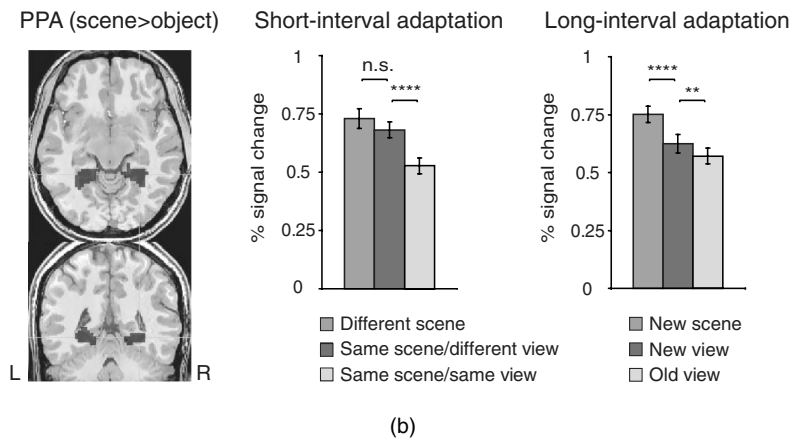 PPA (scene>object)
L
R
Short-interval adaptation
% signal change
1
0.75
0.5
0.25
0
n.s.
****
Different scene
Same scene/different view
Same scene/same view
Long-interval adaptation
% signal change
1
0.75
0.5
0.25
0
****
**
New scene
New view
Old view
(b)